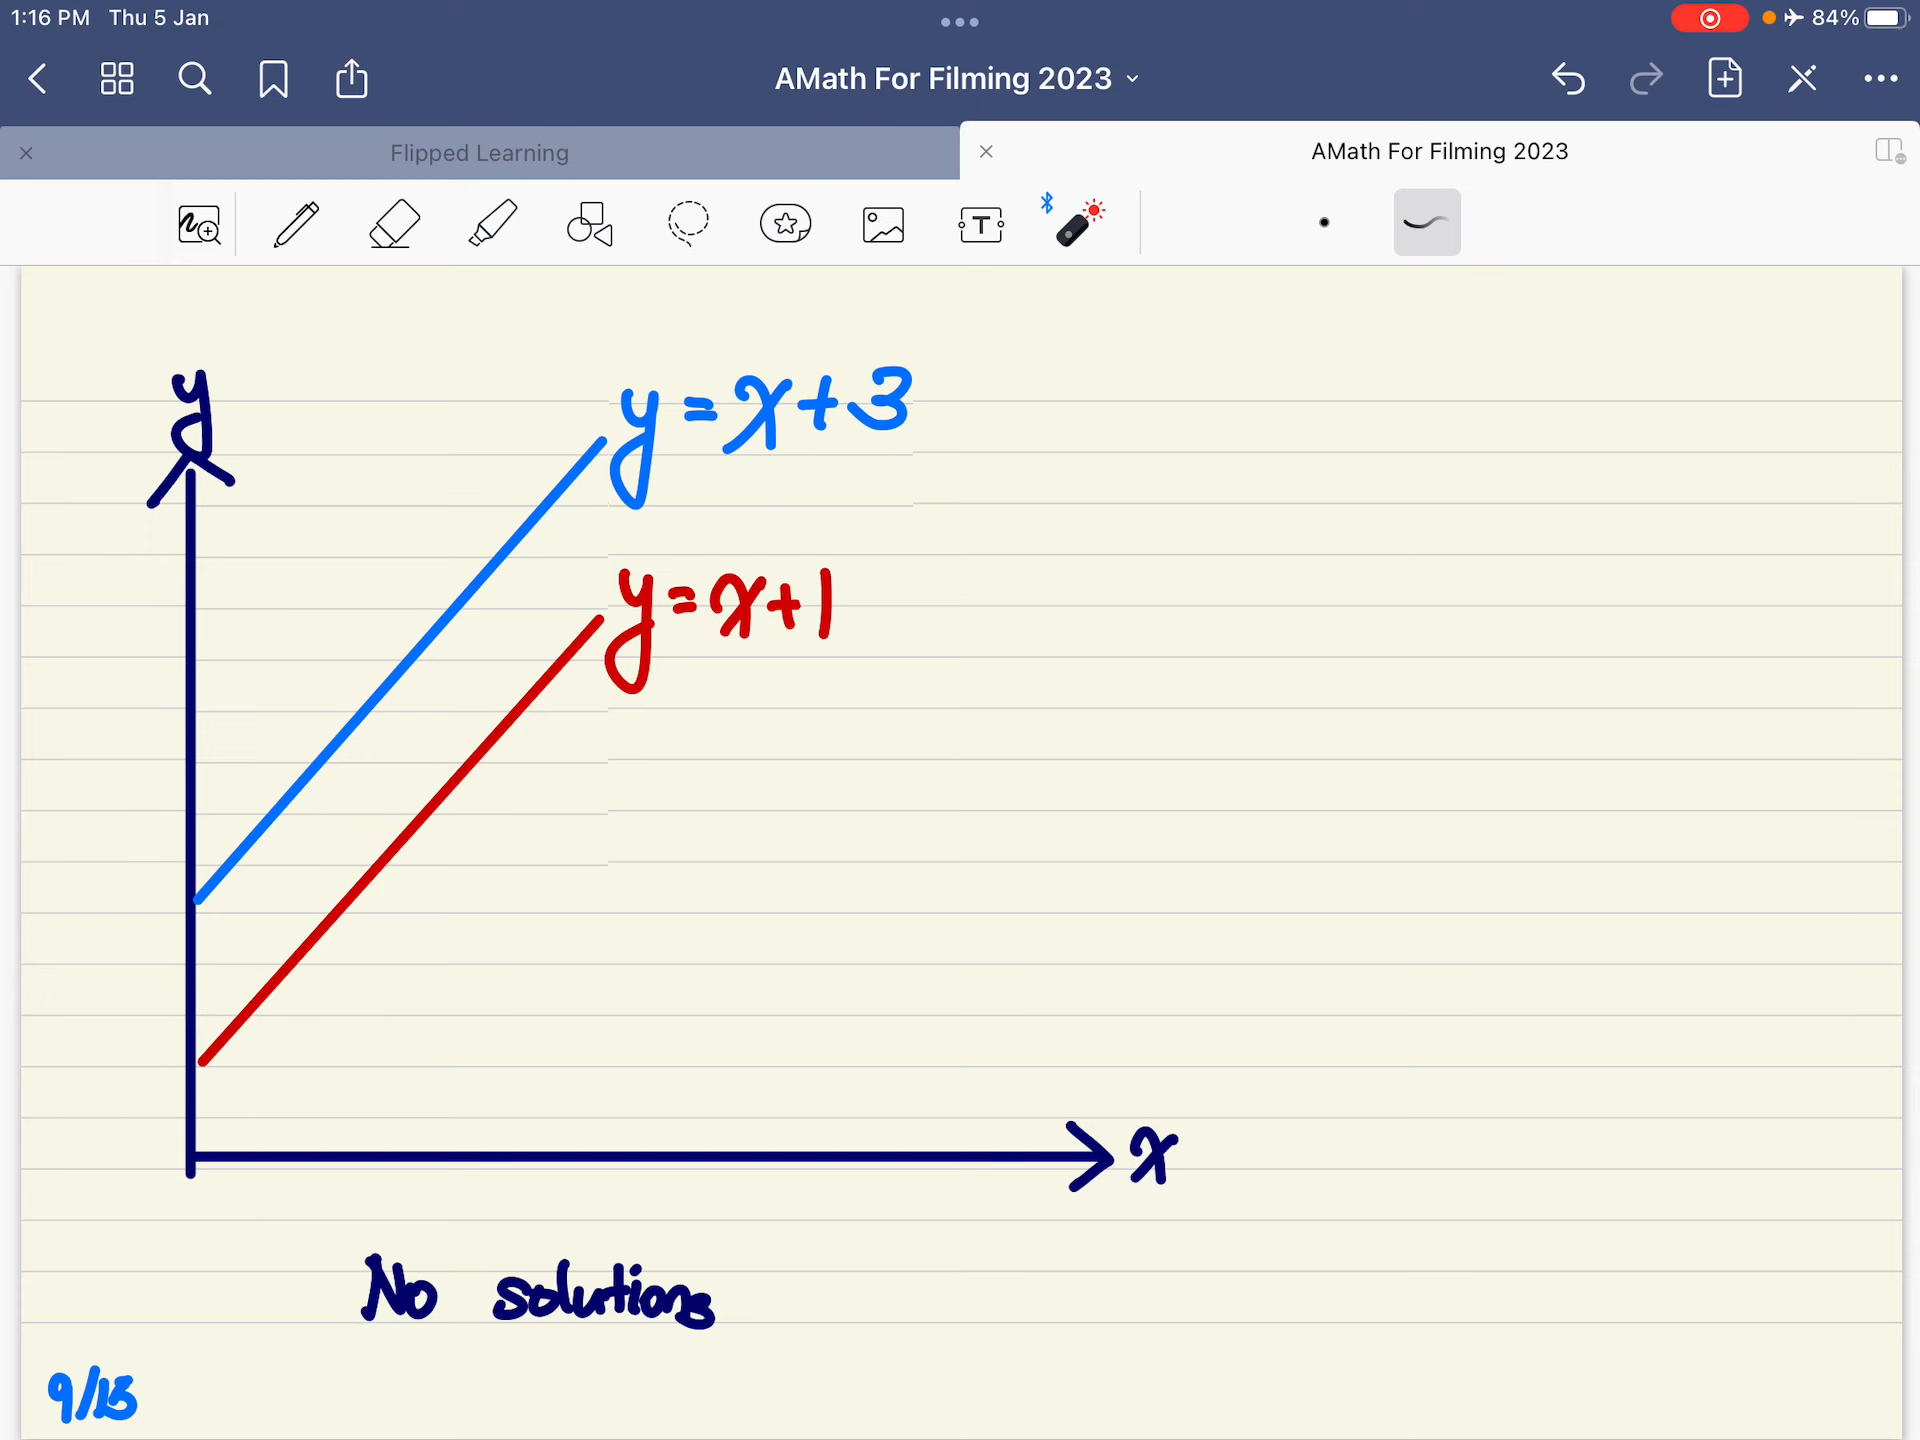 1:16 PM Thu 5 Jan
84%
AMath For Filming 2023
Flipped Learning
AMath For Filming 2023
T
y
y = x + 3
y = x + 1
x
No solutions
9/13